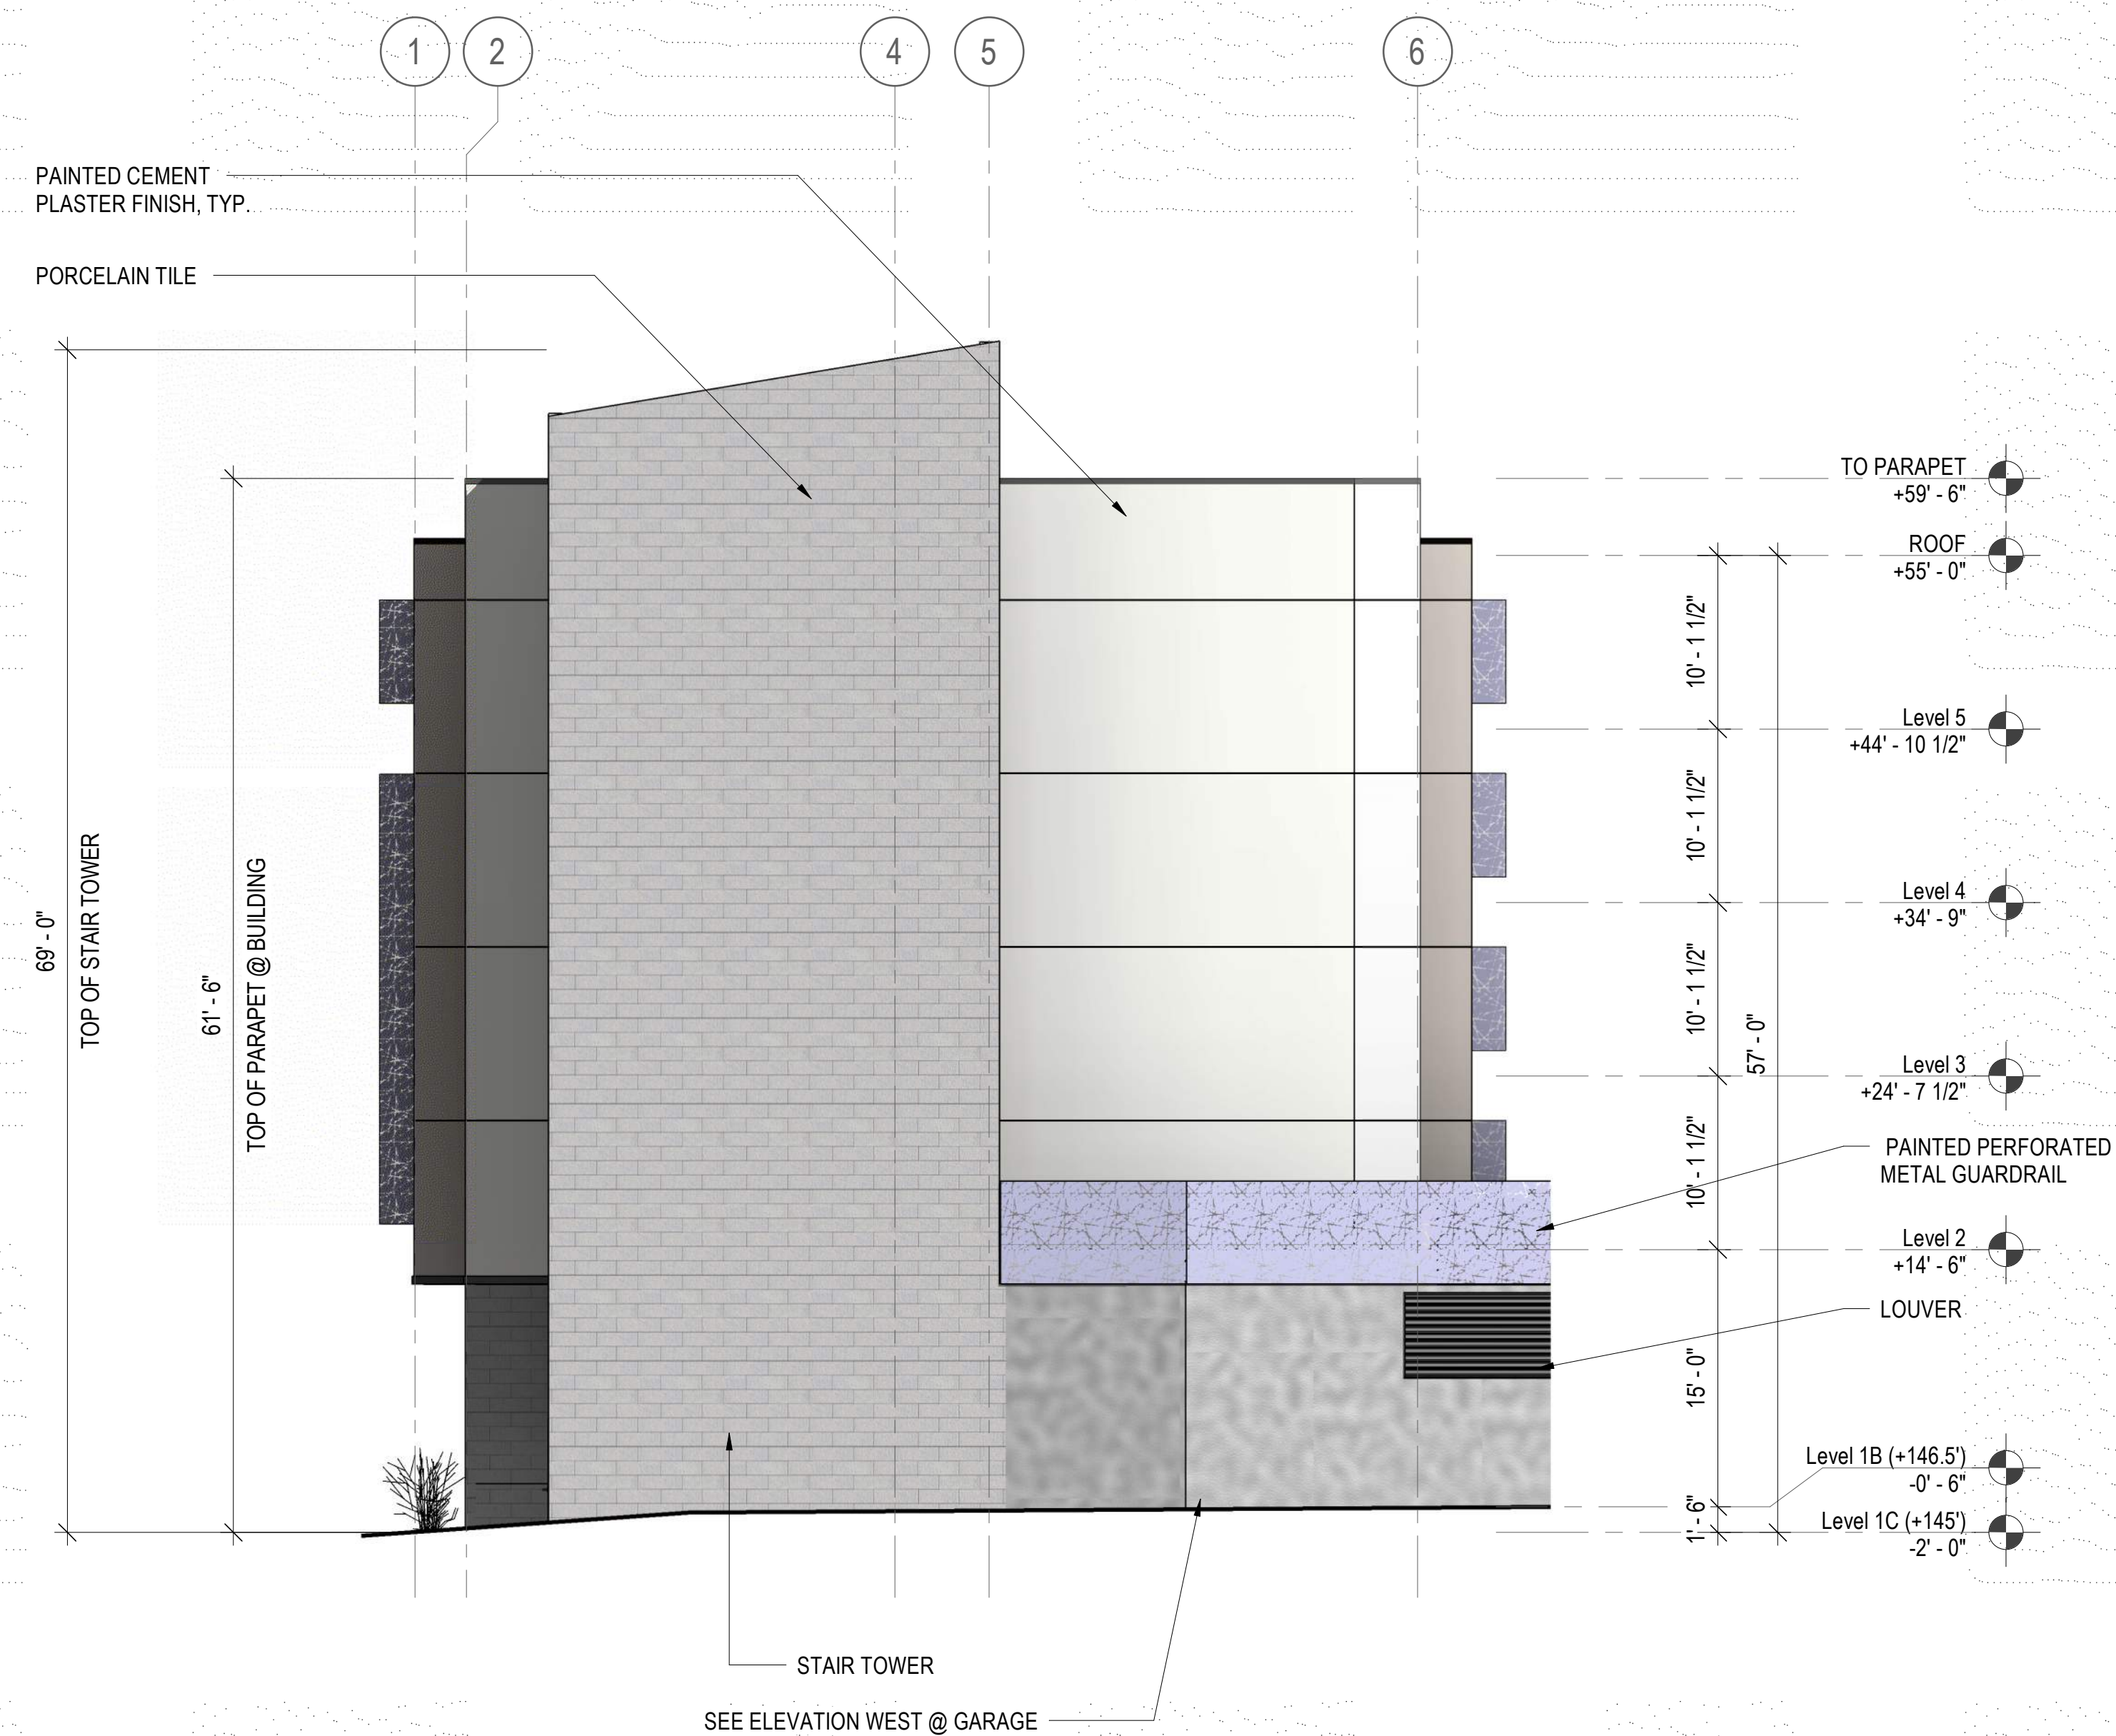 1
2
4
5
6
PAINTED CEMENT
PLASTER FINISH, TYP.
PORCELAIN TILE
69' - 0"
TOP OF STAIR TOWER
61' - 6"
TOP OF PARAPET @ BUILDING
TO PARAPET
+59' - 6"
ROOF
+55' - 0"
10' - 1 1/2"
Level 5
+44' - 10 1/2"
10' - 1 1/2"
Level 4
+34' - 9"
10' - 1 1/2"
57' - 0"
Level 3
+24' - 7 1/2"
10' - 1 1/2"
PAINTED PERFORATED
METAL GUARDRAIL
Level 2
+14' - 6"
LOUVER
15' - 0"
Level 1B (+146.5')
-0' - 6"
1' - 6"
Level 1C (+145')
-2' - 0"
STAIR TOWER
SEE ELEVATION WEST @ GARAGE